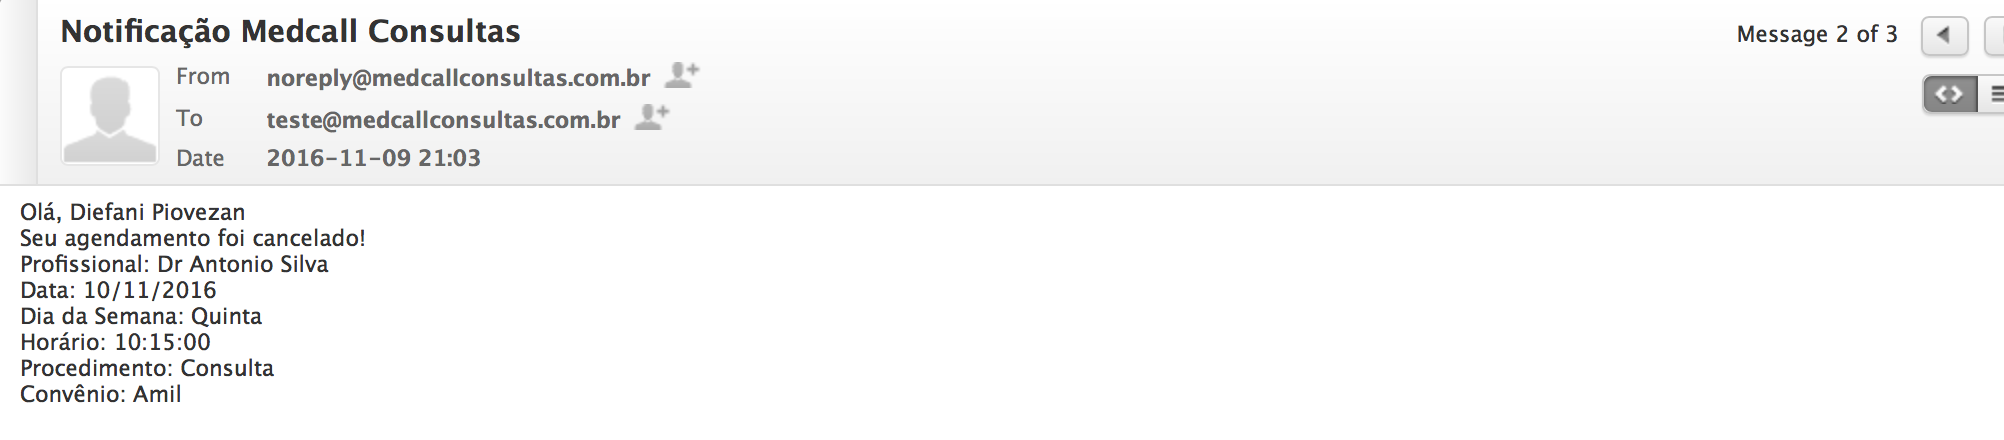 Notificação Medcall Consultas
Message 2 of 3
From noreply@medcallconsultas.com.br
To teste@medcallconsultas.com.br
Date 2016-11-09 21:03
Olá, Diefani Piovezan
Seu agendamento foi cancelado!
Profissional: Dr Antonio Silva
Data: 10/11/2016
Dia da Semana: Quinta
Horário: 10:15:00
Procedimento: Consulta
Convênio: Amil